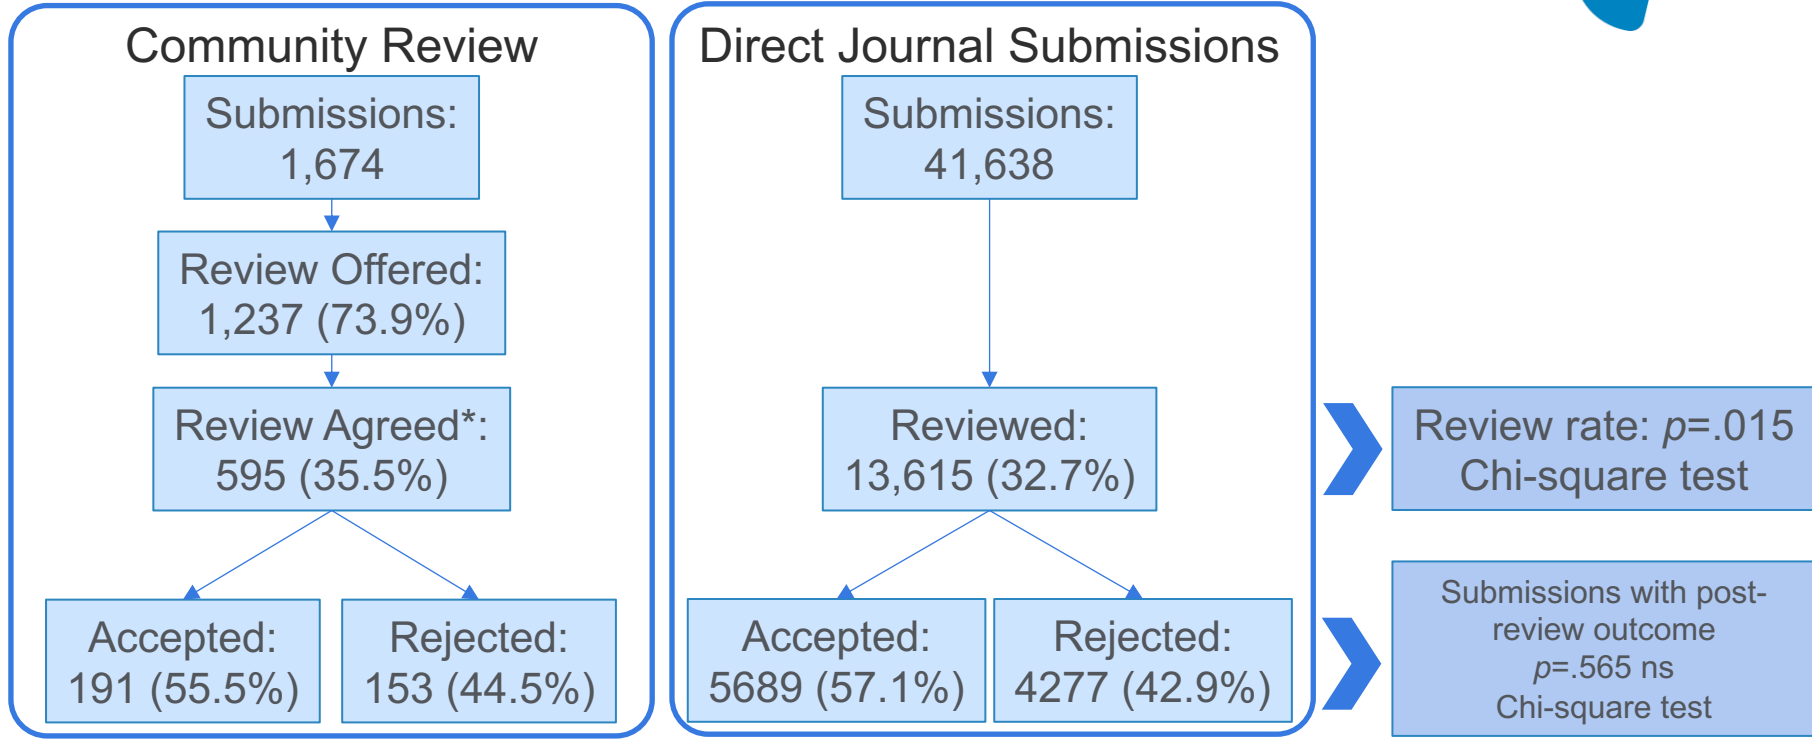 Community Review
Submissions:
1,674
Review Offered:
1,237 (73.9%)
Review Agreed*:
595 (35.5%)
Accepted:
191 (55.5%)
Rejected:
153 (44.5%)
Direct Journal Submissions
Submissions:
41,638
Reviewed:
13,615 (32.7%)
Accepted:
5689 (57.1%)
Rejected:
4277 (42.9%)
Review rate: p=.015
Chi-square test
Submissions with post-
review outcome
p=.565 ns
Chi-square test